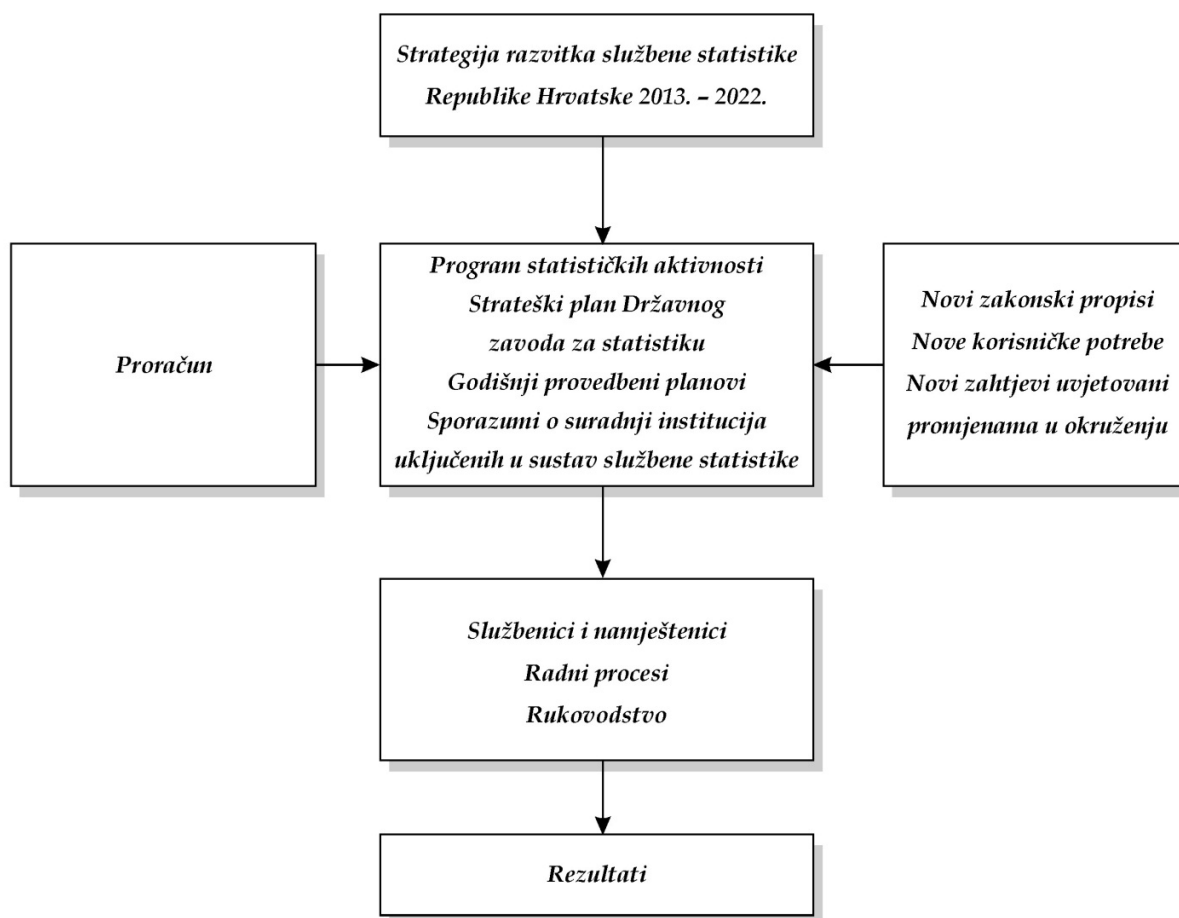 Strategija razvitka službene statistike
Republike Hrvatske 2013. – 2022.
Proračun
Program statističkih aktivnosti
Strateški plan Državnog
zavoda za statistiku
Godišnji provedbeni planovi
Sporazumi o suradnji institucija
uključenih u sustav službene statistike
Novi zakonski propisi
Nove korisničke potrebe
Novi zahtjevi uvjetovani
promjenana u okruženju
Službenici i namještenici
Radni procesi
Rukovodstvo
Rezultati